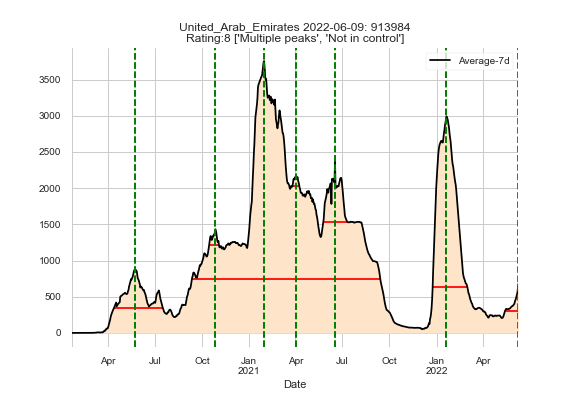 United_Arab_Emirates 2022-06-09: 913984
Rating:8 ['Multiple peaks', 'Not in control']
Average-7d
3500
3000
2500
2000
1500
1000
500
0
Apr Jul Oct Jan Apr Jul Oct Jan Apr
2021 2022
Date